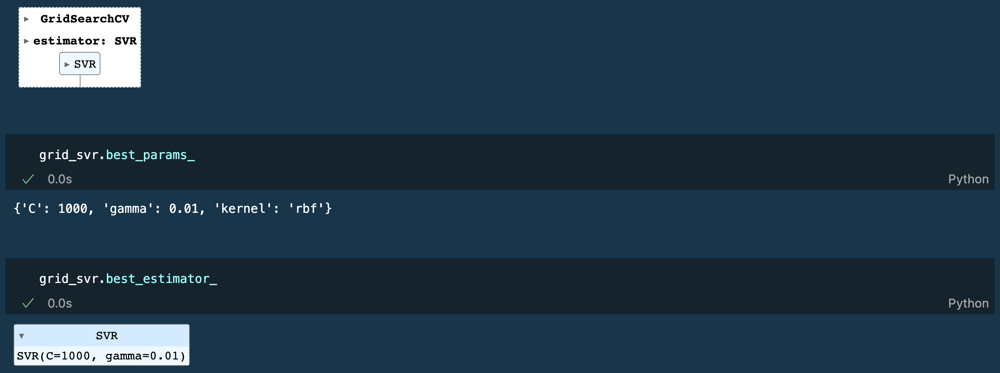 GridSearchCV
estimator: SVR
SVR
grid_svr.best_params_
0.0s
Python
{'C': 1000, 'gamma': 0.01, 'kernel': 'rbf'}
grid_svr.best_estimator_
0.0s
Python
SVR
SVR(C=1000, gamma=0.01)